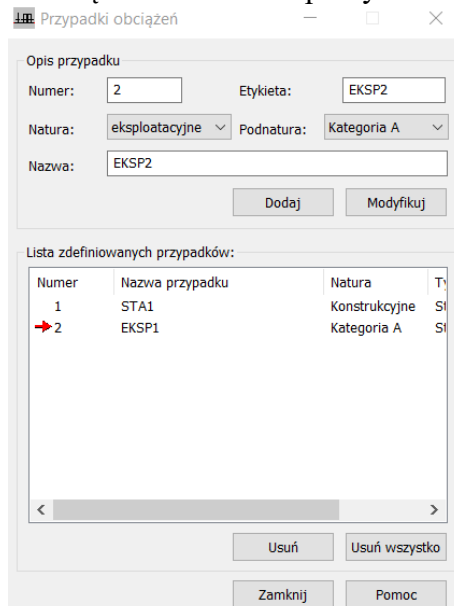 Przypadki obciążeń
Opis przypadku
Numer: 2 Etykieta: EKSP2
Natura: eksploatacyjne Podnatura: Kategoria A
Nazwa: EKSP2
Dodaj Modyfikuj
Lista zdefiniowanych przypadków:
Numer Nazwa przypadku Natura
1 STA1 Konstrukcyjne
2 EKSP1 Kategoria A
Usuń Usuń wszystko
Zamknij Pomoc